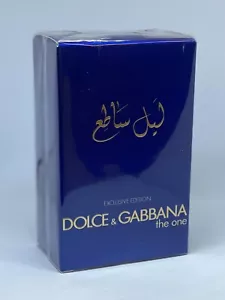 ليل ساطع
EXCLUSIVE EDITION
DOLCE & GABBANA
the one